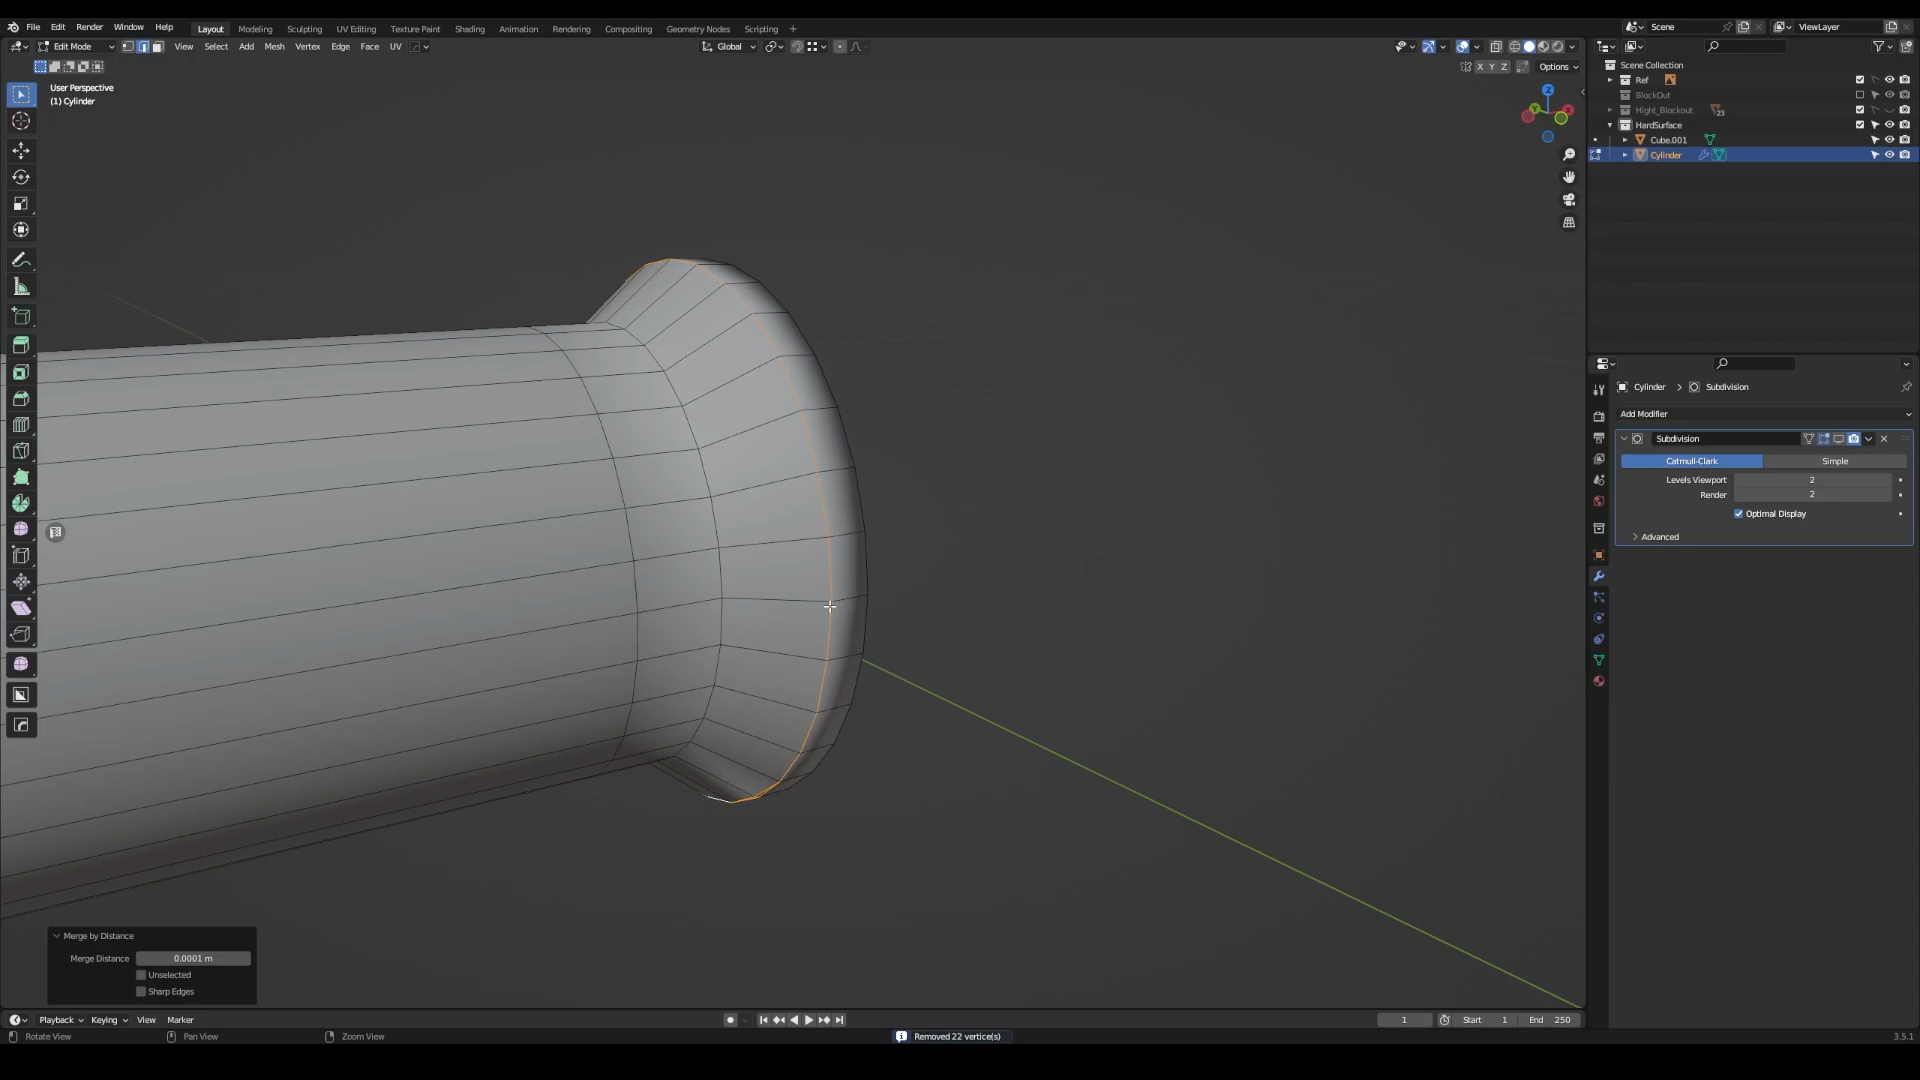 File Edit Render Window Help Layout Modeling Sculpting UV Editing Texture Paint Shading Animation Rendering Compositing Geometry Nodes Scripting + Scene ViewLayer
Edit Mode View Select Add Mesh Vertex Edge Face UV Global
X Y Z Options
User Perspective
(1) Cylinder
Scene Collection
Ref
BlockOut
Hight_Blockout 23
HardSurface
Cube.001
Cylinder
Z
Y
X
Cylinder > Subdivision
Add Modifier
Subdivision
Catmull-Clark Simple
Levels Viewport 2
Render 2
Optimal Display
Advanced
Merge by Distance
Merge Distance 0.0001 m
Unselected
Sharp Edges
Playback Keying View Marker 1 Start 1 End 250
Rotate View Pan View Zoom View Removed 22 vertice(s) 3.5.1